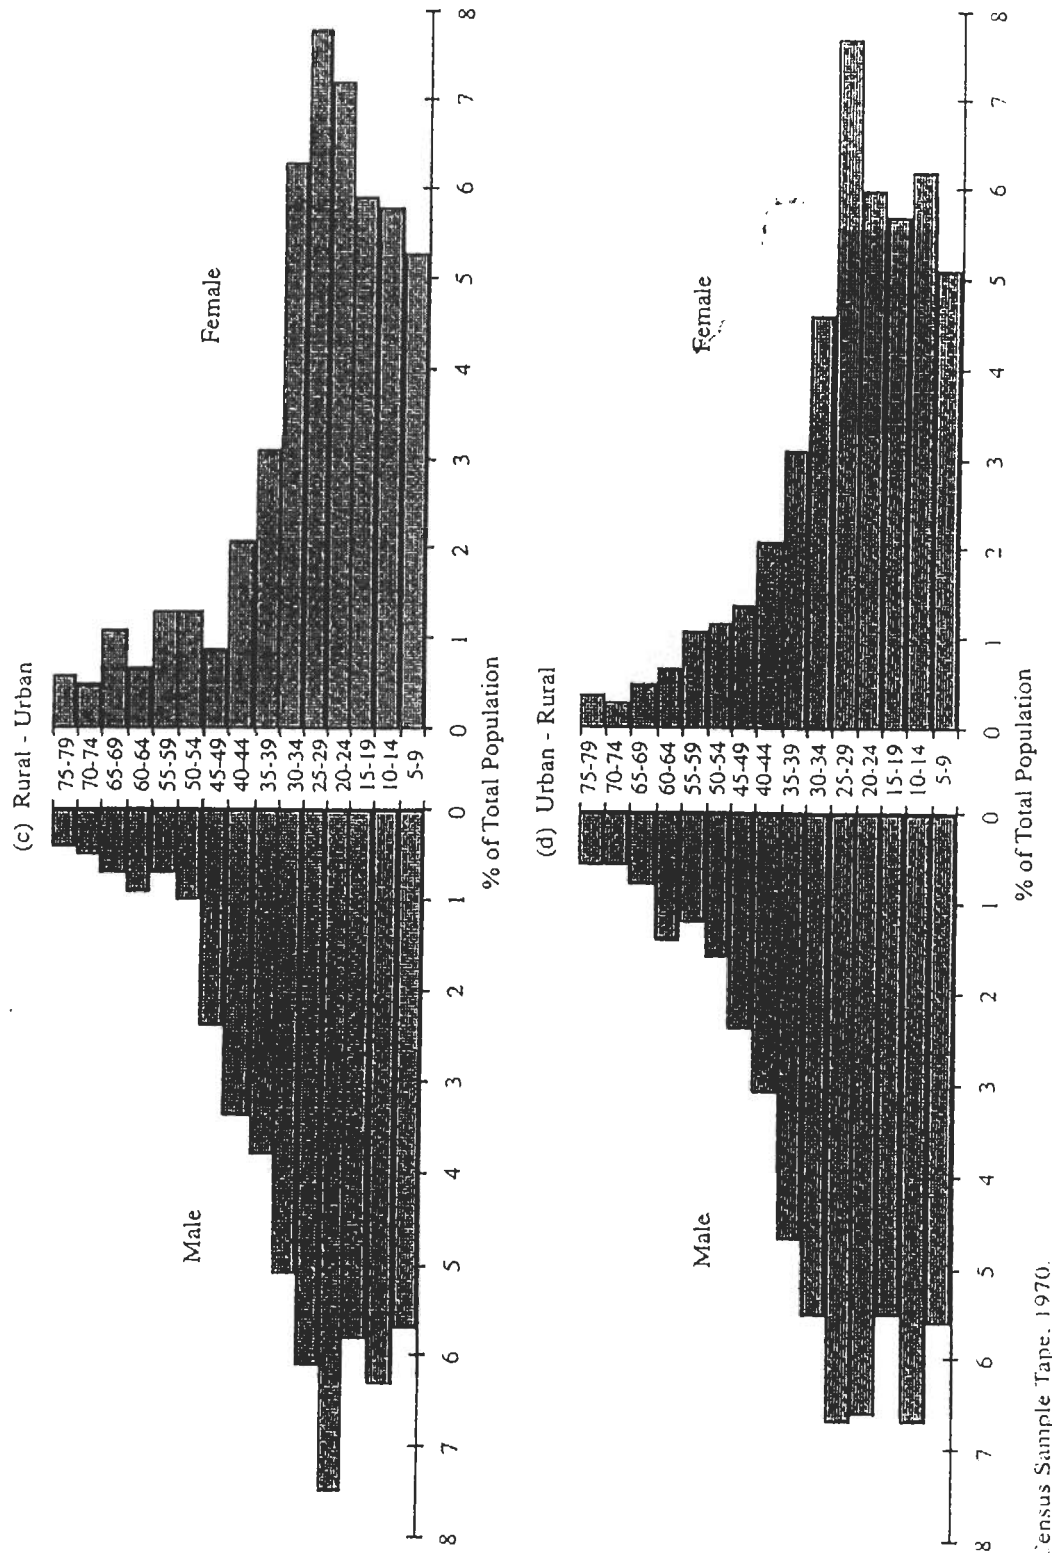 (c) Rural - Urban
Male
Female
75-79
70-74
65-69
60-64
55-59
50-54
45-49
40-44
35-39
30-34
25-29
20-24
15-19
10-14
5-9
8 7 6 5 4 3 2 1 0 0 1 2 3 4 5 6 7 8
% of Total Population
(d) Urban - Rural
Male
Female
75-79
70-74
65-69
60-64
55-59
50-54
45-49
40-44
35-39
30-34
25-29
20-24
15-19
10-14
5-9
8 7 6 5 4 3 2 1 0 0 1 2 3 4 5 6 7 8
% of Total Population
Census Sample Tape, 1970.